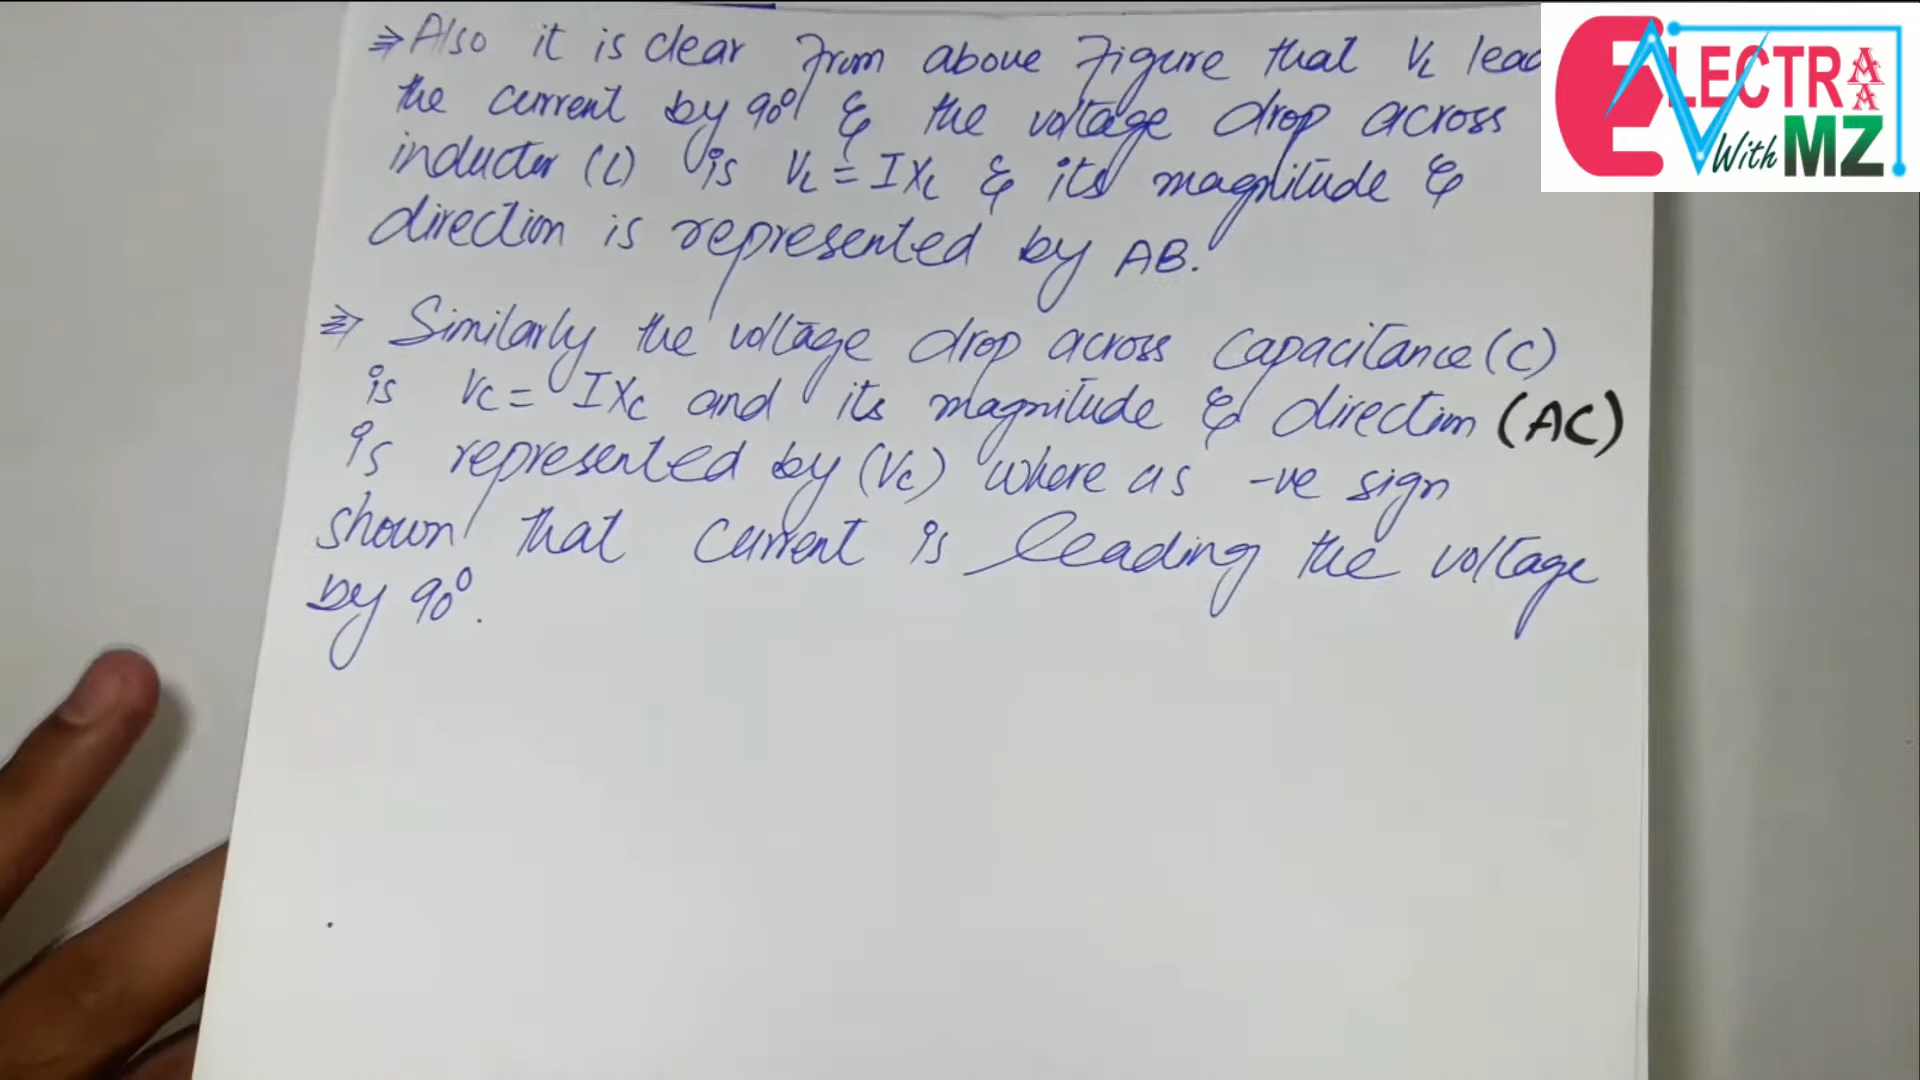 ⇒ Also it is clear from above Figure that VL lead
the current by 90° & the voltage drop across
inductor (L) is VL = IXL & its magnitude &
direction is represented by AB.
⇒ Similarly the voltage drop across Capacitance (C)
is VC = IXC and its magnitude & direction (AC)
is represented by (Vc) where as -ve sign
shown that current is leading the voltage
by 90°.
ELECTRAAA
With MZ